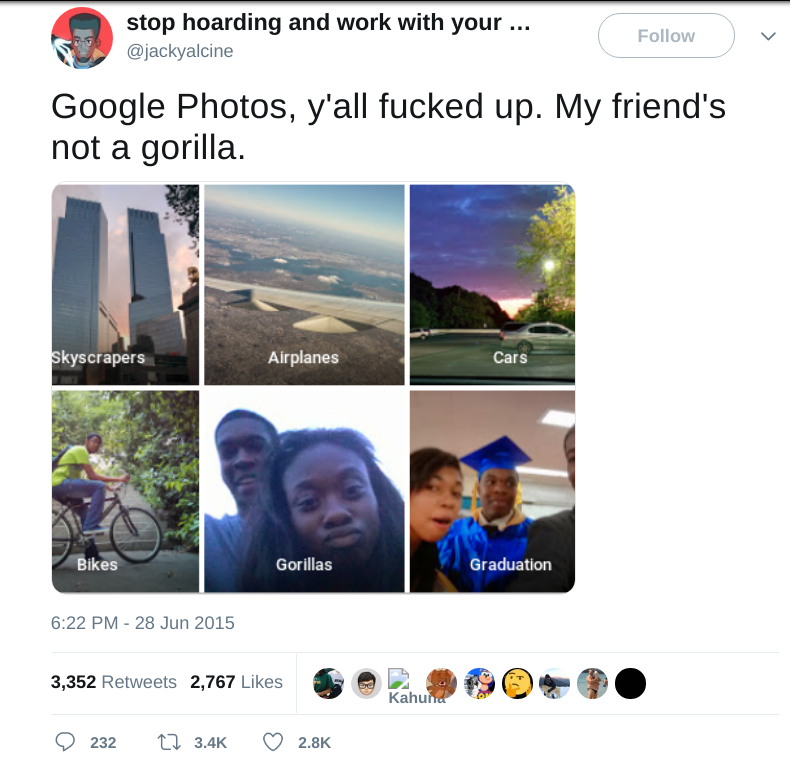 stop hoarding and work with your ...
@jackyalcine
Follow
Google Photos, y'all fucked up. My friend's
not a gorilla.
Skyscrapers
Airplanes
Cars
Bikes
Gorillas
Graduation
6:22 PM - 28 Jun 2015
3,352 Retweets 2,767 Likes
Kahuna
232 3.4K 2.8K